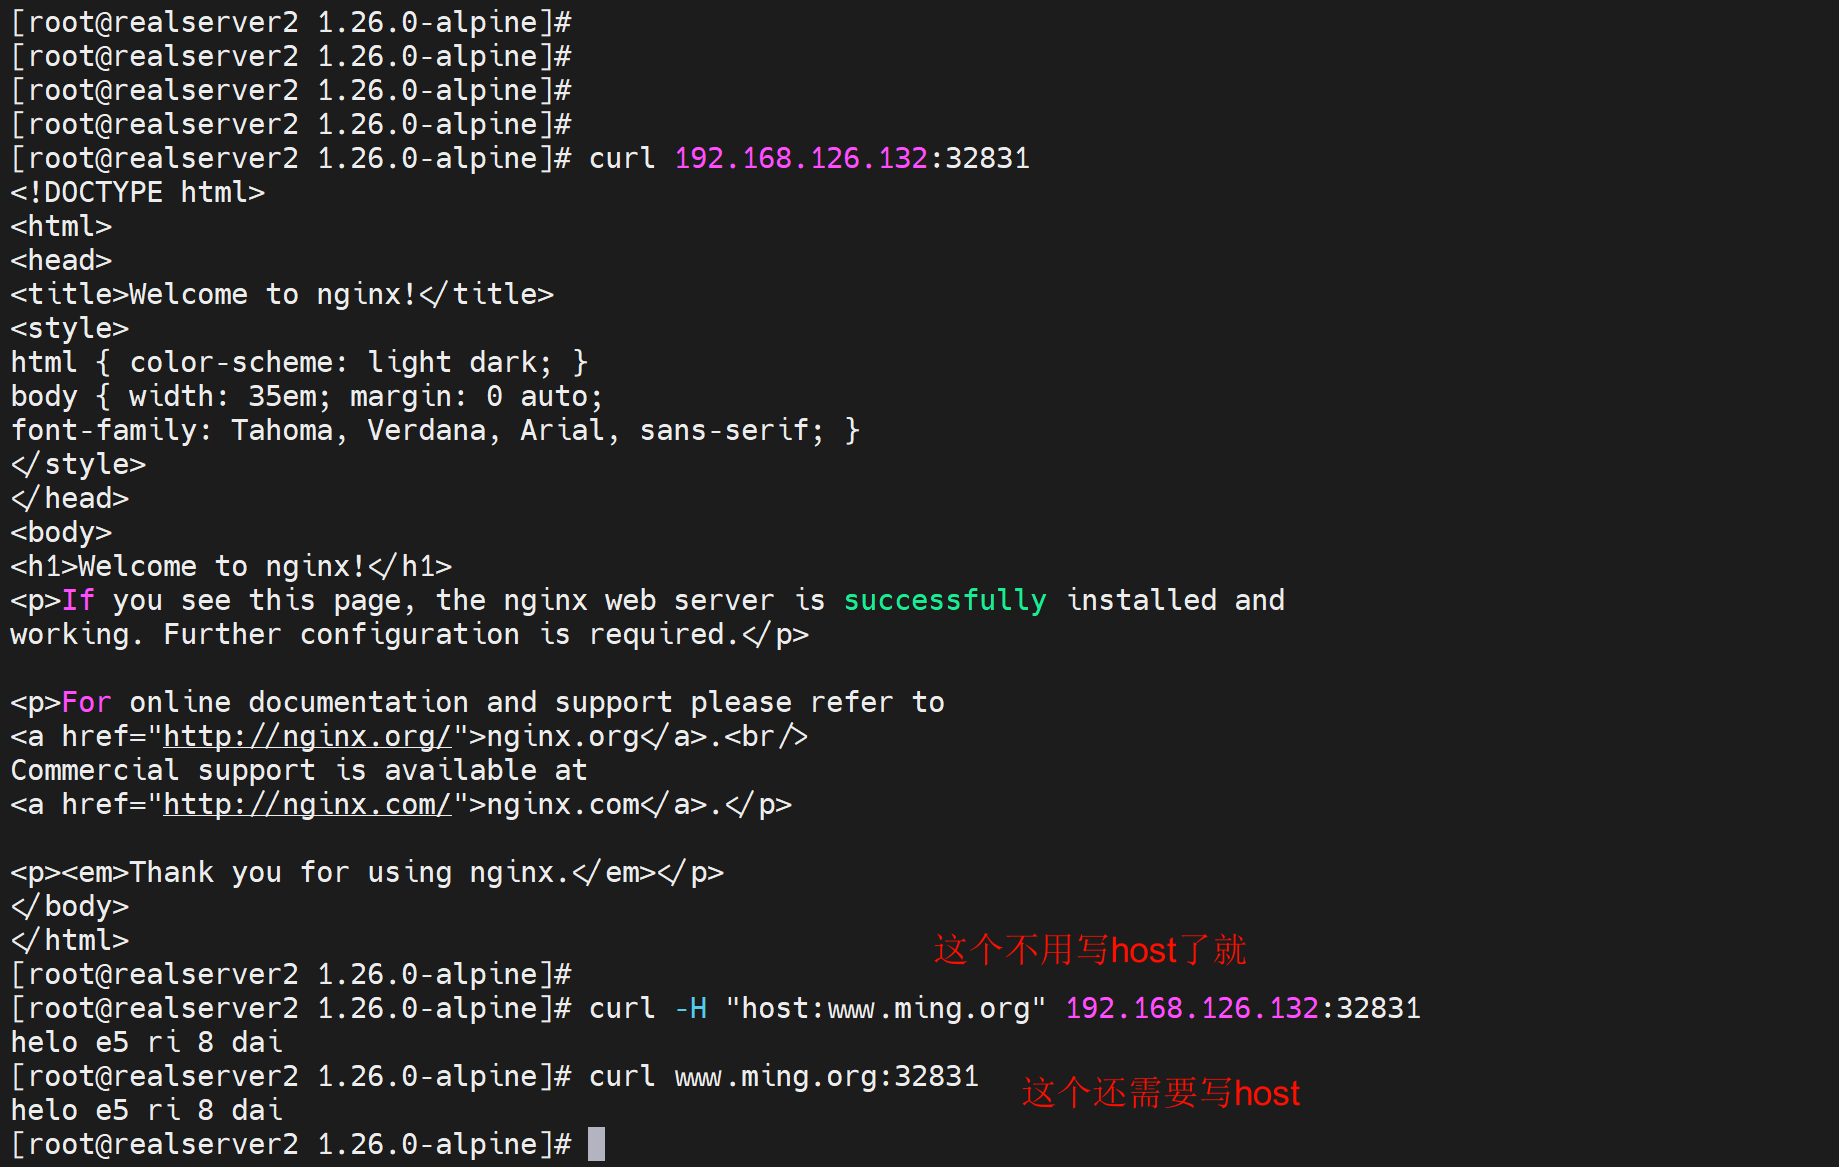 [root@realserver2 1.26.0-alpine]#
[root@realserver2 1.26.0-alpine]#
[root@realserver2 1.26.0-alpine]#
[root@realserver2 1.26.0-alpine]#
[root@realserver2 1.26.0-alpine]# curl 192.168.126.132:32831
<!DOCTYPE html>
<html>
<head>
<title>Welcome to nginx!</title>
<style>
html { color-scheme: light dark; }
body { width: 35em; margin: 0 auto;
font-family: Tahoma, Verdana, Arial, sans-serif; }
</style>
</head>
<body>
<h1>Welcome to nginx!</h1>
<p>If you see this page, the nginx web server is successfully installed and
working. Further configuration is required.</p>
<p>For online documentation and support please refer to
<a href="http://nginx.org/">nginx.org</a>.<br/>
Commercial support is available at
<a href="http://nginx.com/">nginx.com</a>.</p>
<p><em>Thank you for using nginx.</em></p>
</body>
</html>
这个不用写host了就
[root@realserver2 1.26.0-alpine]#
[root@realserver2 1.26.0-alpine]# curl -H "host:www.ming.org" 192.168.126.132:32831
helo e5 ri 8 dai
[root@realserver2 1.26.0-alpine]# curl www.ming.org:32831
这个还需要写host
helo e5 ri 8 dai
[root@realserver2 1.26.0-alpine]#